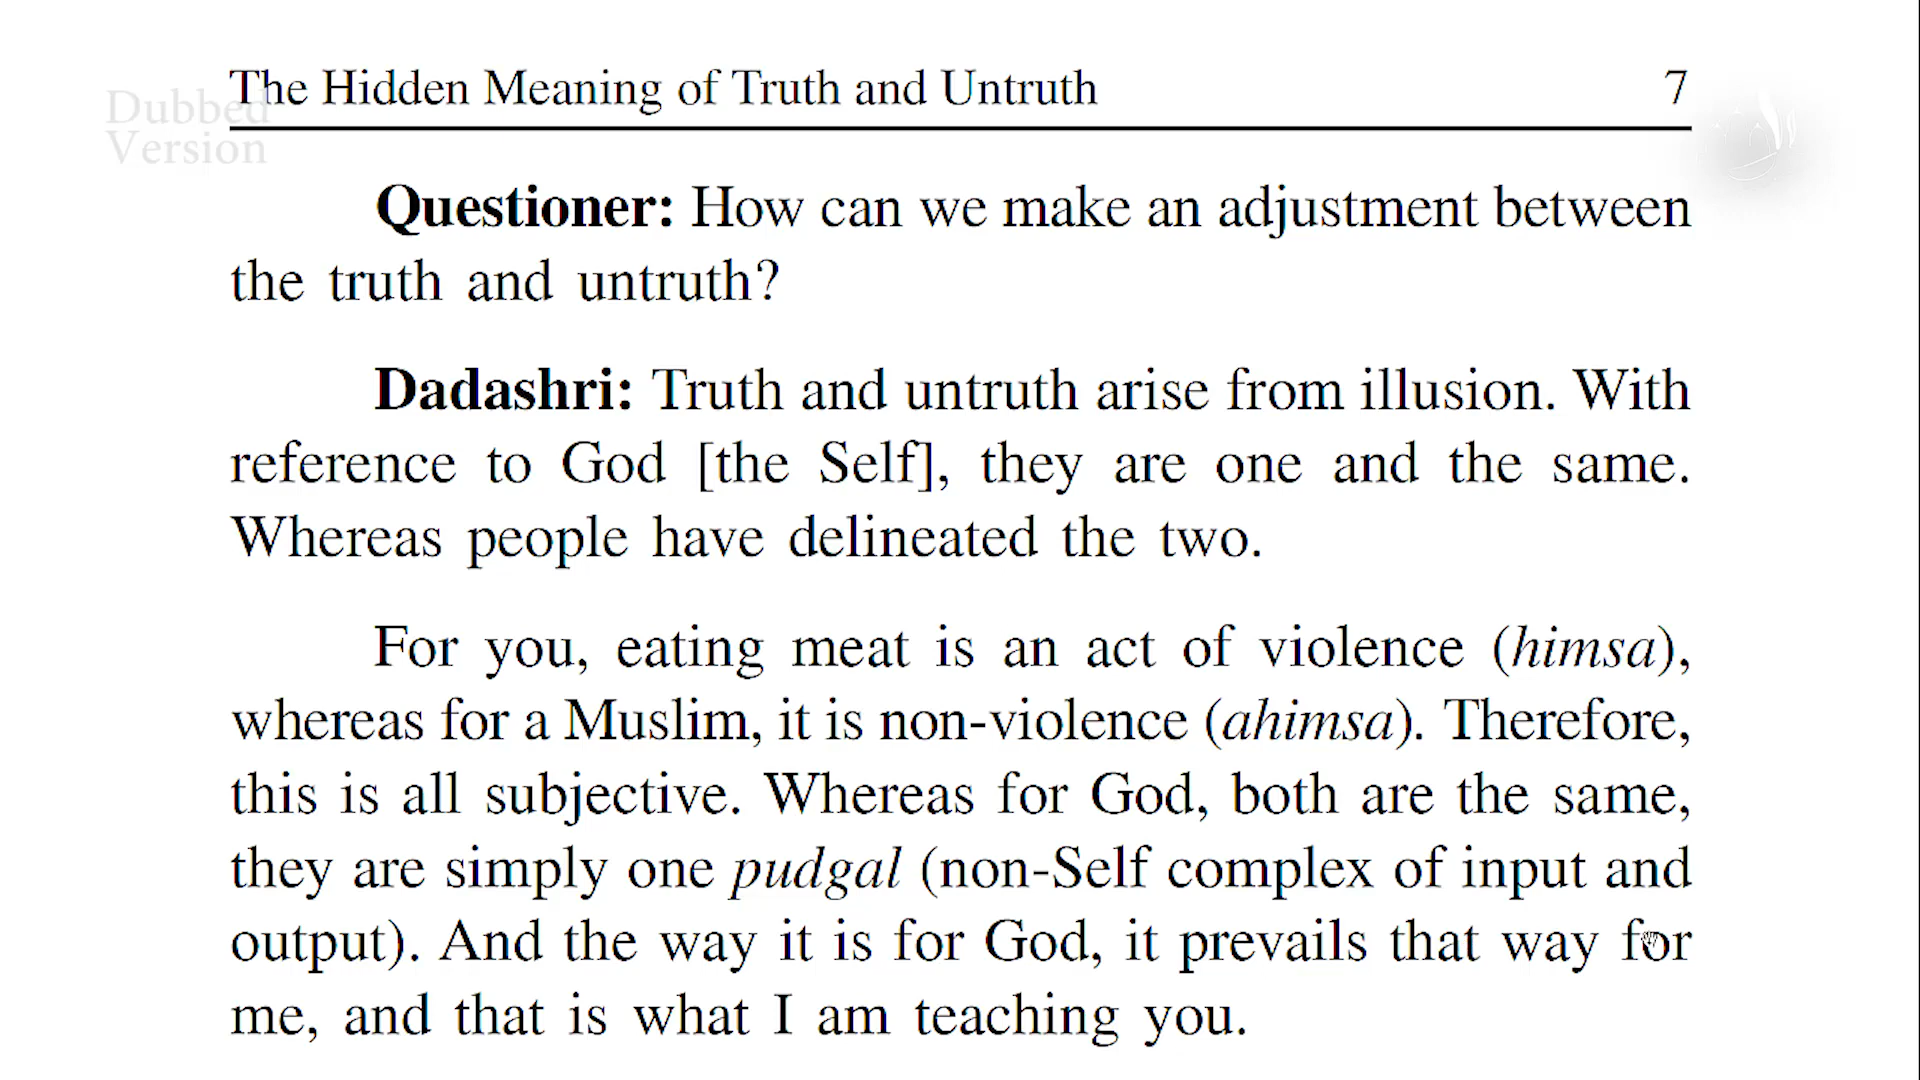 The Hidden Meaning of Truth and Untruth 7
Dubbed
Version
Questioner: How can we make an adjustment between
the truth and untruth?
Dadashri: Truth and untruth arise from illusion. With
reference to God [the Self], they are one and the same.
Whereas people have delineated the two.
For you, eating meat is an act of violence (himsa),
whereas for a Muslim, it is non-violence (ahimsa). Therefore,
this is all subjective. Whereas for God, both are the same,
they are simply one pudgal (non-Self complex of input and
output). And the way it is for God, it prevails that way for
me, and that is what I am teaching you.